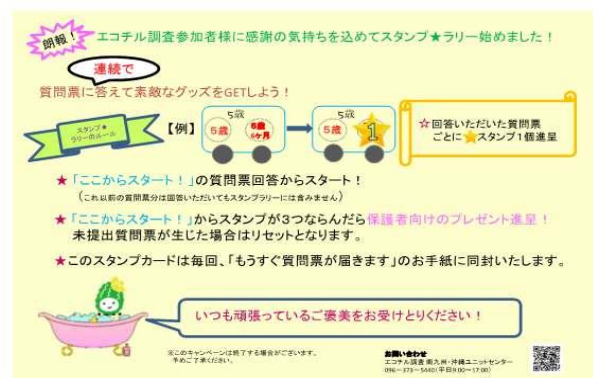 朗報！
エコチル調査参加者様に感謝の気持ちを込めてスタンプ★ラリー始めました！
連続で
質問票に答えて素敵なグッズをGETしよう！
スタンプ★
ラリーのルール
【例】
5歳
5歳
5歳
6ヶ月
5歳
5歳
1
☆回答いただいた質問票
ごとに⭐スタンプ1個進呈
★「ここからスタート！」の質問票回答からスタート！
（これ以前の質問票分は回答いただいてもスタンプラリーには含みません）
★「ここからスタート！」からスタンプが3つならんだら保護者向けのプレゼント進呈！
未提出質問票が生じた場合はリセットとなります。
★このスタンプカードは毎回、「もうすぐ質問票が届きます」のお手紙に同封いたします。
いつも頑張っているご褒美をお受けとりください！
※このキャンペーンは終了する場合がございます。
予めご了承ください。
お問い合わせ
エコチル調査 南九州・沖縄ユニットセンター
096-373-5440(平日9:00～17:00)